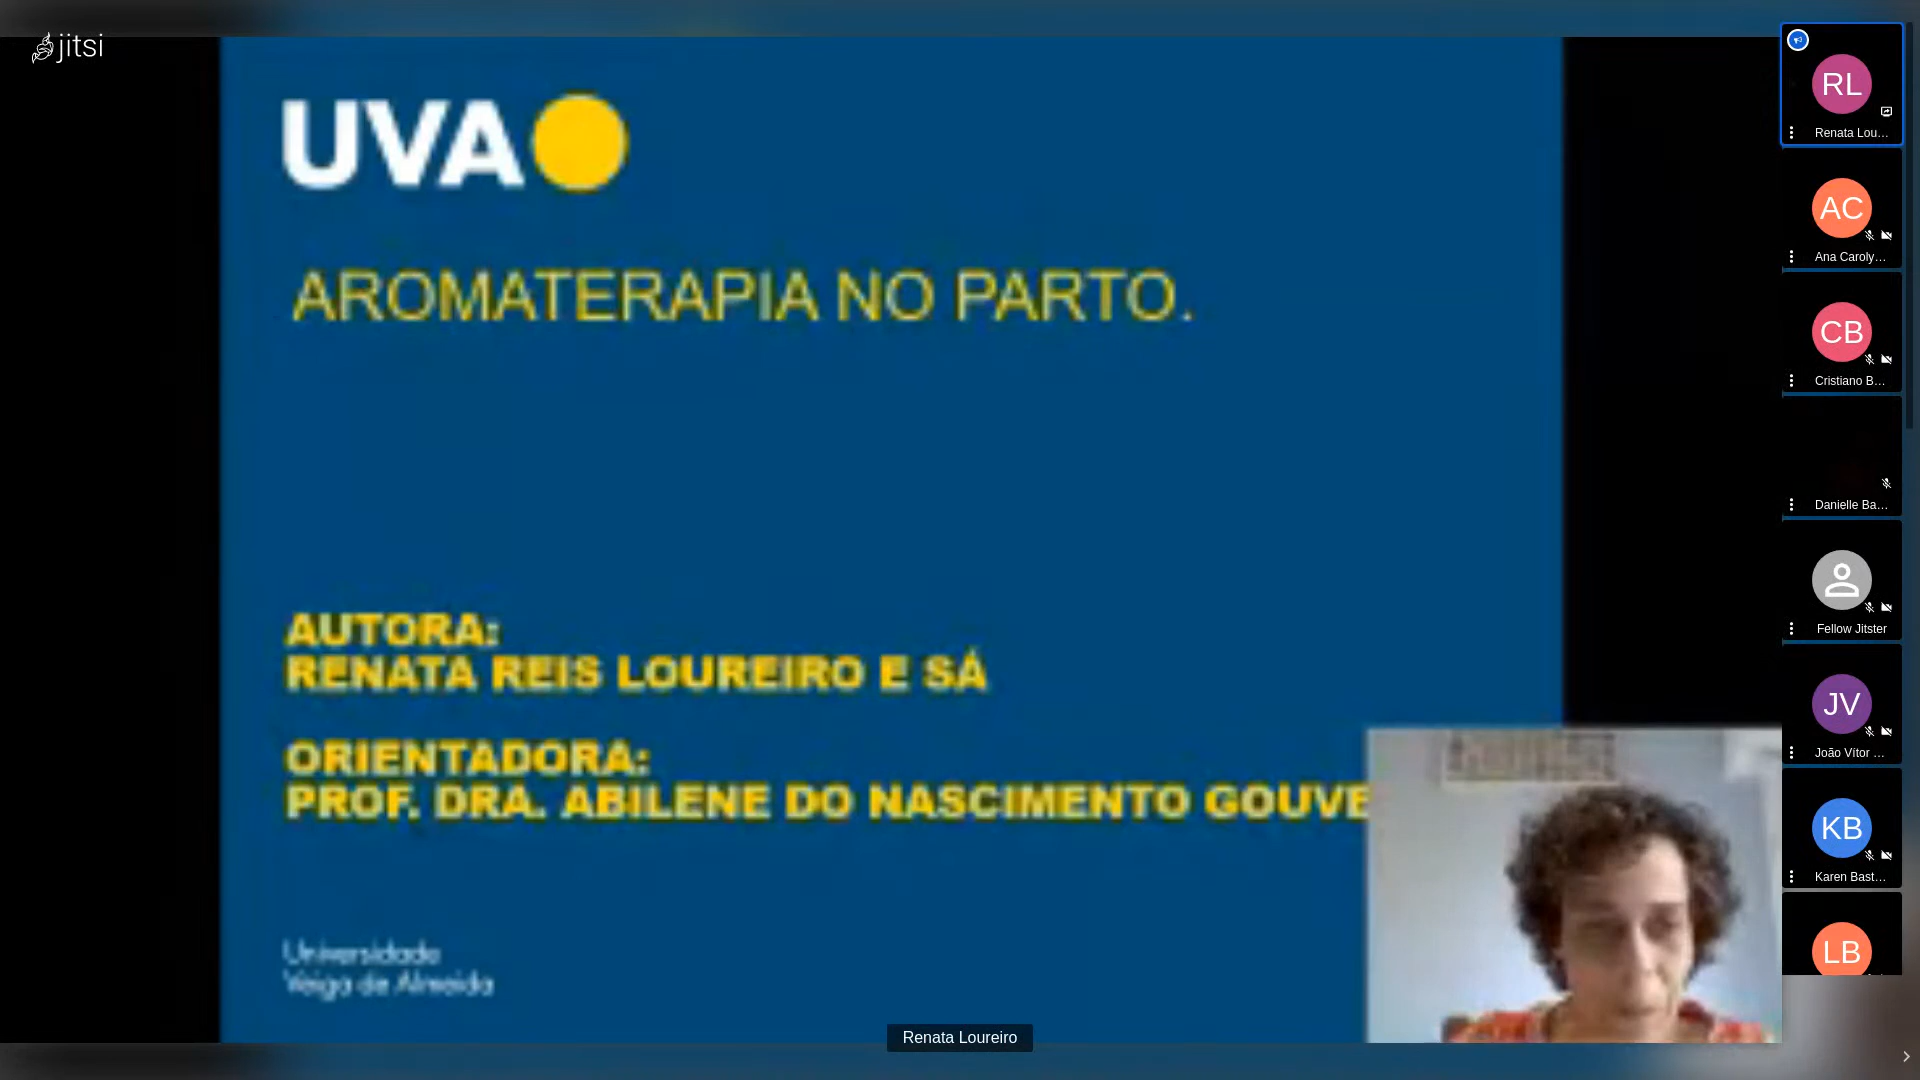 jitsi
UVA
AROMATERAPIA NO PARTO.
AUTORA:
RENATA REIS LOUREIRO E SÁ
ORIENTADORA:
PROF. DRA. ABILENE DO NASCIMENTO GOUVE
Universidade
Veiga de Almeida
Renata Loureiro
RL
Renata Lou...
AC
Ana Caroly...
CB
Cristiano B...
Danielle Ba...
Fellow Jitster
JV
João Vítor ...
KB
Karen Bast...
LB